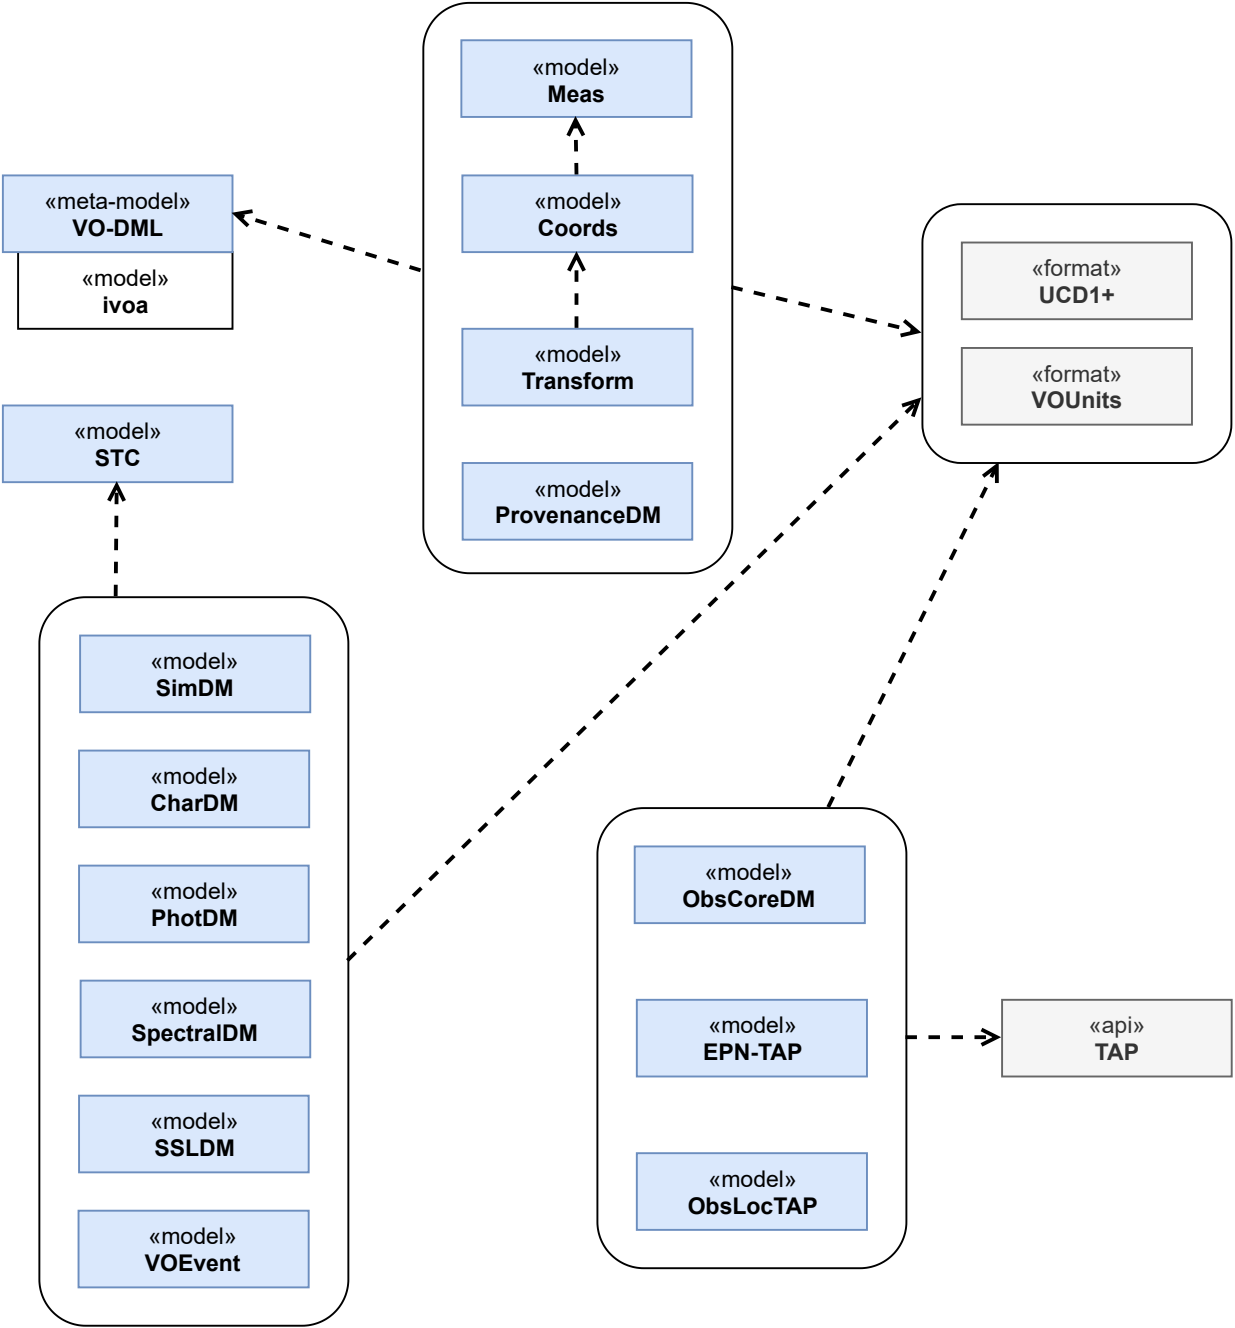 «model»
Meas
«model»
Coords
«model»
Transform
«model»
ProvenanceDM
«meta-model»
VO-DML
«model»
ivoa
«model»
STC
«format»
UCD1+
«format»
VOUnits
«model»
SimDM
«model»
CharDM
«model»
PhotDM
«model»
SpectralDM
«model»
SSLDM
«model»
VOEvent
«model»
ObsCoreDM
«model»
EPN-TAP
«model»
ObsLocTAP
«api»
TAP